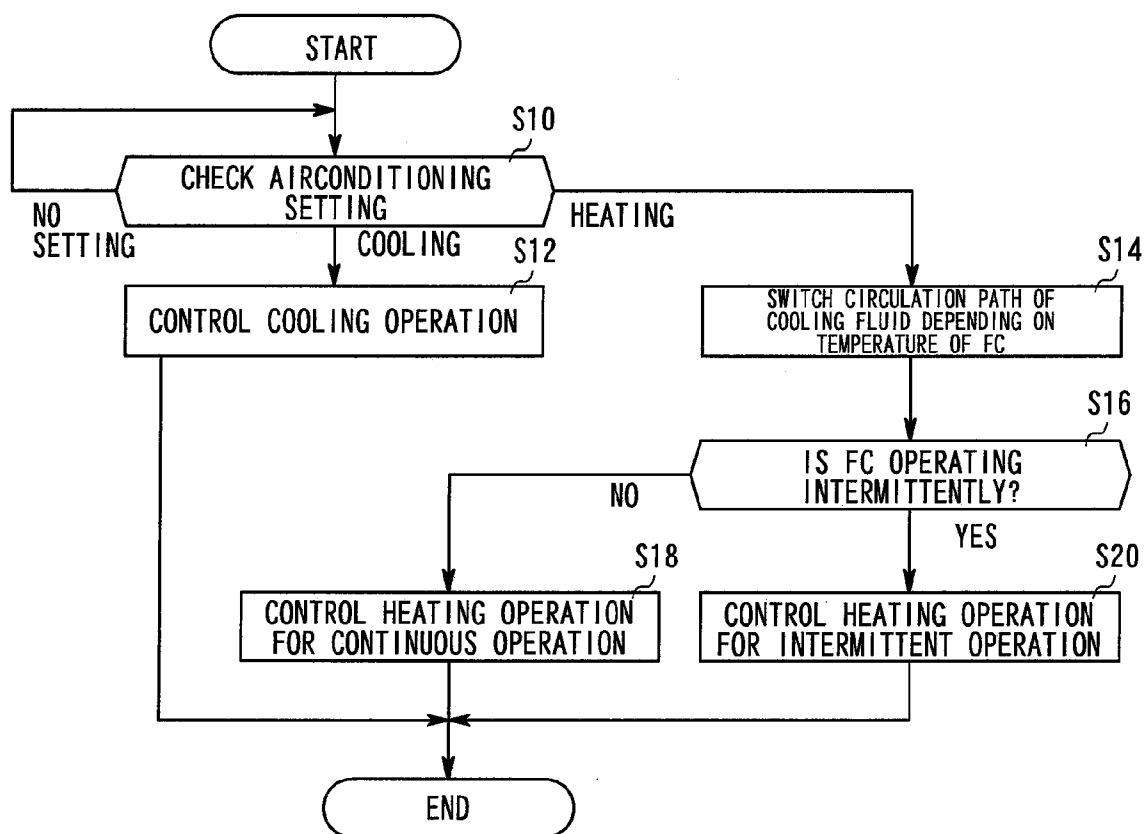 START
S10
CHECK AIRCONDITIONING
SETTING
NO
SETTING
COOLING
HEATING
S12
CONTROL COOLING OPERATION
S14
SWITCH CIRCULATION PATH OF
COOLING FLUID DEPENDING ON
TEMPERATURE OF FC
S16
IS FC OPERATING
INTERMITTENTLY?
NO
YES
S18
CONTROL HEATING OPERATION
FOR CONTINUOUS OPERATION
S20
CONTROL HEATING OPERATION
FOR INTERMITTENT OPERATION
END